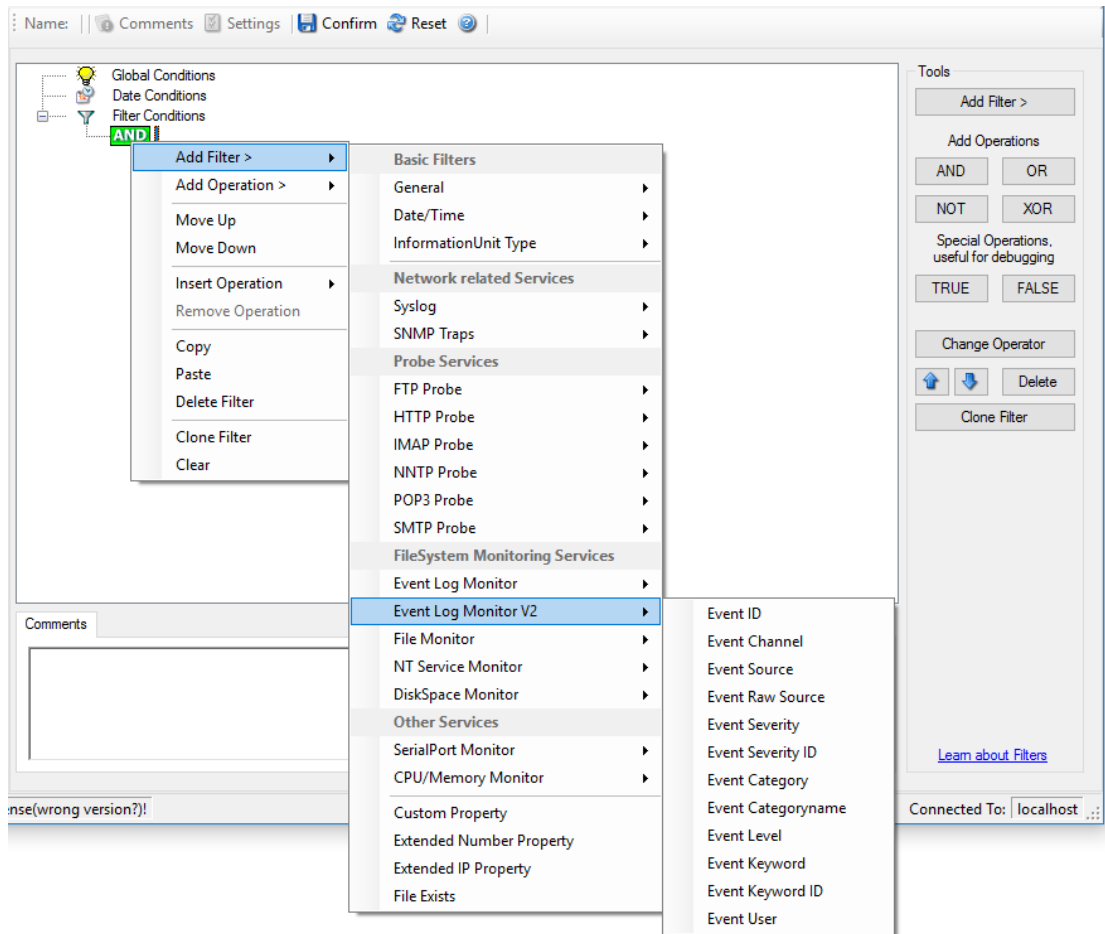 Name: Comments Settings Confirm Reset
Global Conditions
Date Conditions
Filter Conditions
AND
Add Filter >
Add Operation >
Move Up
Move Down
Insert Operation
Remove Operation
Copy
Paste
Delete Filter
Clone Filter
Clear
Basic Filters
General
Date/Time
InformationUnit Type
Network related Services
Syslog
SNMP Traps
Probe Services
FTP Probe
HTTP Probe
IMAP Probe
NNTP Probe
POP3 Probe
SMTP Probe
FileSystem Monitoring Services
Event Log Monitor
Event Log Monitor V2
File Monitor
NT Service Monitor
DiskSpace Monitor
Other Services
SerialPort Monitor
CPU/Memory Monitor
Custom Property
Extended Number Property
Extended IP Property
File Exists
Event ID
Event Channel
Event Source
Event Raw Source
Event Severity
Event Severity ID
Event Category
Event Categoryname
Event Level
Event Keyword
Event Keyword ID
Event User
Tools
Add Filter >
Add Operations
AND OR
NOT XOR
Special Operations,
useful for debugging
TRUE FALSE
Change Operator
Delete
Clone Filter
Learn about Filters
Comments
nse(wrong version?)!
Connected To: localhost